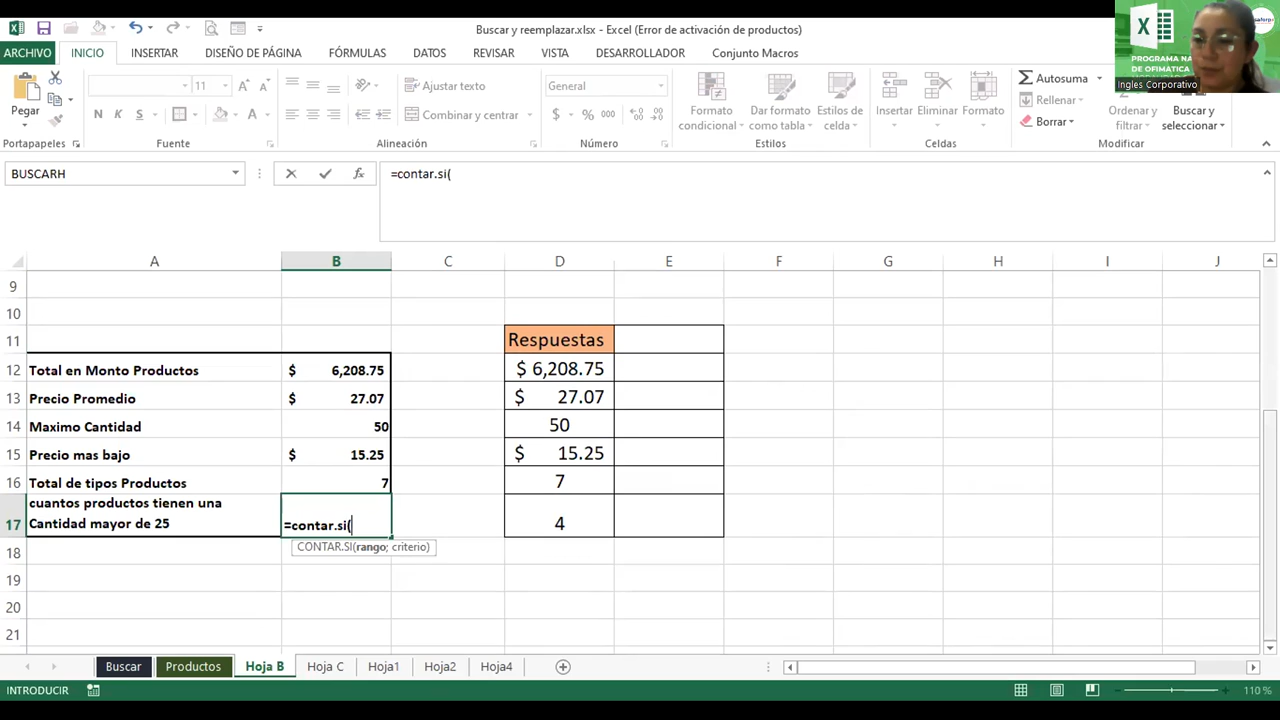 Buscar y reemplazar.xlsx - Excel (Error de activación de productos)
ARCHIVO INICIO INSERTAR DISEÑO DE PÁGINA FÓRMULAS DATOS REVISAR VISTA DESARROLLADOR Conjunto Macros
PROGRAMA NA
DE OFIMÁTICA
Ingles Corporativo
Pegar
11
N K S
Ajustar texto
Combinar y centrar
General
$ % 000
Formato condicional
Dar formato como tabla
Estilos de celda
Insertar
Eliminar
Formato
Autosuma
Rellenar
Borrar
Ordenar y filtrar
Buscar y seleccionar
Portapapeles Fuente Alineación Número Estilos Celdas Modificar
BUSCARH fx =contar.si(
A B C D E F G H I J
9
10
11 Respuestas
12 Total en Monto Productos $ 6,208.75 $ 6,208.75
13 Precio Promedio $ 27.07 $ 27.07
14 Maximo Cantidad 50 50
15 Precio mas bajo $ 15.25 $ 15.25
16 Total de tipos Productos 7 7
cuantos productos tienen una
17 Cantidad mayor de 25 =contar.si( 4
CONTAR.SI(rango; criterio)
18
19
20
21
Buscar Productos Hoja B Hoja C Hoja1 Hoja2 Hoja4
INTRODUCIR 110 %